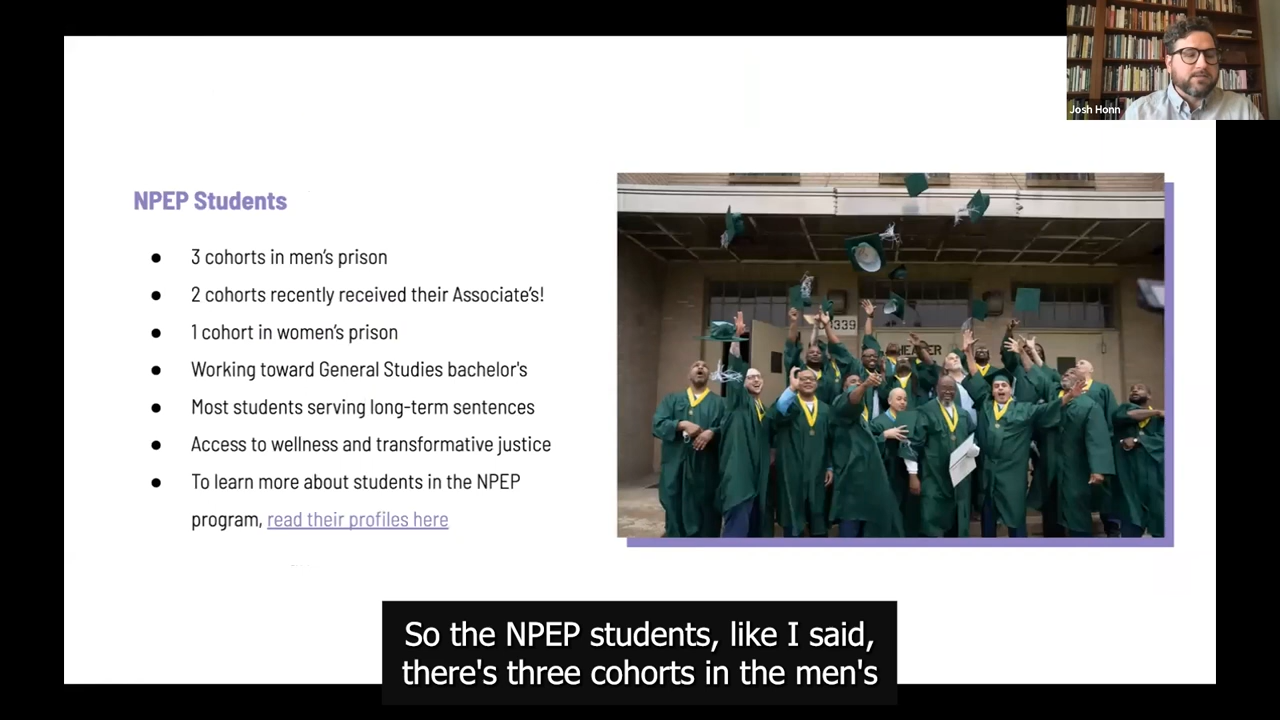 Josh Honn
NPEP Students
● 3 cohorts in men's prison
● 2 cohorts recently received their Associate's!
● 1 cohort in women's prison
● Working toward General Studies bachelor's
● Most students serving long-term sentences
● Access to wellness and transformative justice
● To learn more about students in the NPEP
program, read their profiles here
339
THEATER
So the NPEP students, like I said,
there's three cohorts in the men's